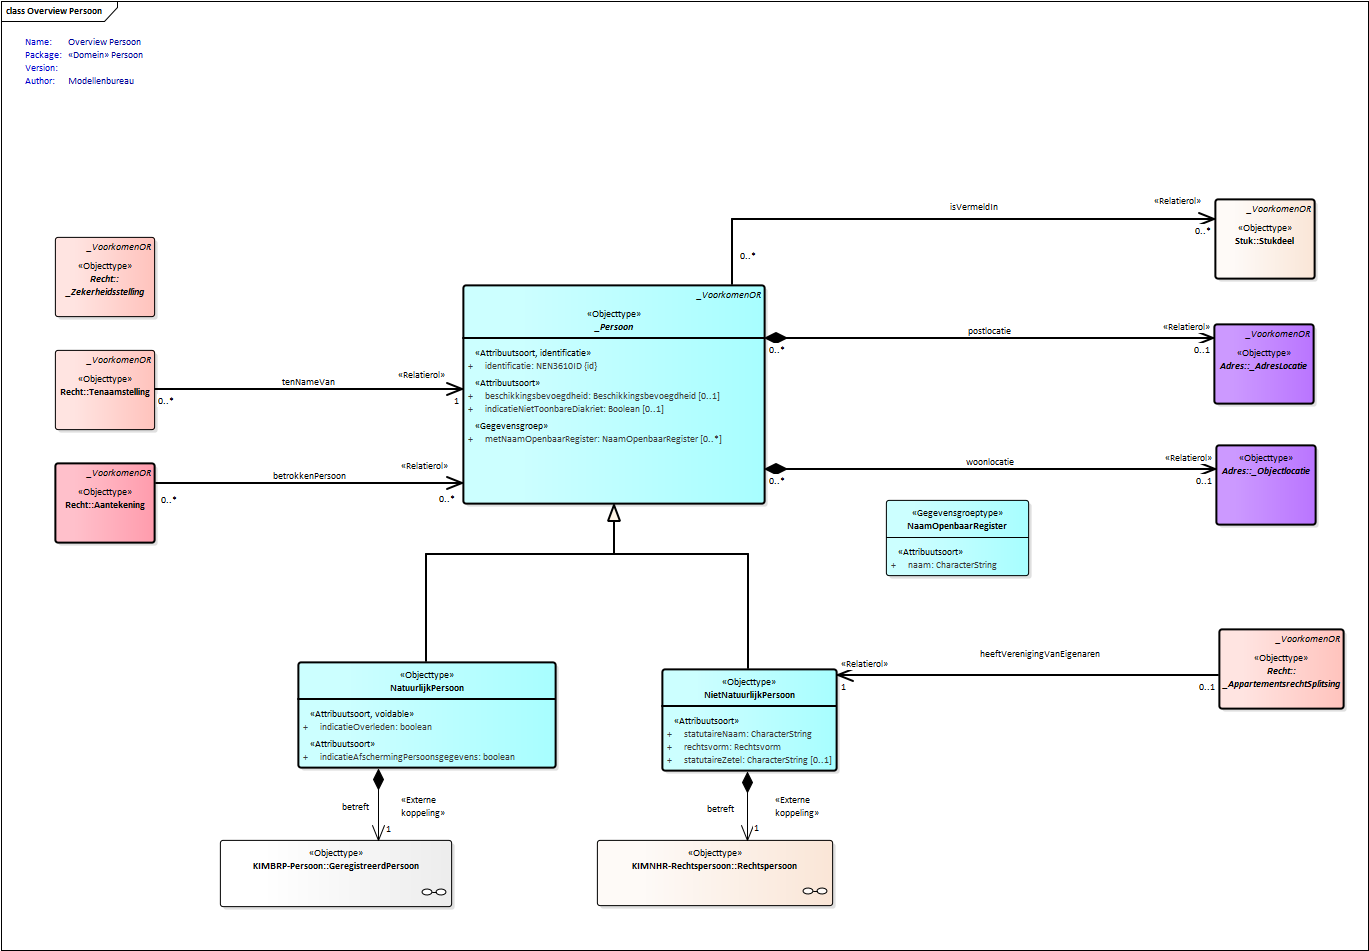 class Overview Persoon
Name: Overview Persoon
Package: «Domein» Persoon
Version:
Author: Modellenbureau
isVermeldIn
«Relatierol»
0..*
0..*
_VoorkomenOR
«Objecttype»
Stuk::Stukdeel
_VoorkomenOR
«Objecttype»
Recht::
_Zekerheidsstelling
_VoorkomenOR
«Objecttype»
_Persoon
«Attribuutsoort, identificatie»
+ identificatie: NEN3610ID {id}
«Attribuutsoort»
+ beschikkingsbevoegdheid: Beschikkingsbevoegdheid [0..1]
+ indicatieNietToonbareDiakriet: Boolean [0..1]
«Gegevensgroep»
+ metNaamOpenbaarRegister: NaamOpenbaarRegister [0..*]
postlocatie
«Relatierol»
0..*
0..1
_VoorkomenOR
«Objecttype»
Adres::_AdresLocatie
_VoorkomenOR
«Objecttype»
Recht::Tenaamstelling
tenNameVan
«Relatierol»
0..*
1
_VoorkomenOR
«Objecttype»
Recht::Aantekening
betrokkenPersoon
«Relatierol»
0..*
0..*
woonlocatie
«Relatierol»
0..*
0..1
«Objecttype»
Adres::_Objectlocatie
«Gegevensgroeptype»
NaamOpenbaarRegister
«Attribuutsoort»
+ naam: CharacterString
heeftVerenigingVanEigenaren
«Relatierol»
1
0..1
_VoorkomenOR
«Objecttype»
Recht::
_AppartementsrechtSplitsing
«Objecttype»
NatuurlijkPersoon
«Attribuutsoort, voidable»
+ indicatieOverleden: boolean
«Attribuutsoort»
+ indicatieAfschermingPersoonsgegevens: boolean
«Objecttype»
NietNatuurlijkPersoon
«Attribuutsoort»
+ statutaireNaam: CharacterString
+ rechtsvorm: Rechtsvorm
+ statutaireZetel: CharacterString [0..1]
betreft
«Externe
koppeling»
1
betreft
«Externe
koppeling»
1
«Objecttype»
KIMBRP-Persoon::GeregistreerdPersoon
«Objecttype»
KIMNHR-Rechtspersoon::Rechtspersoon